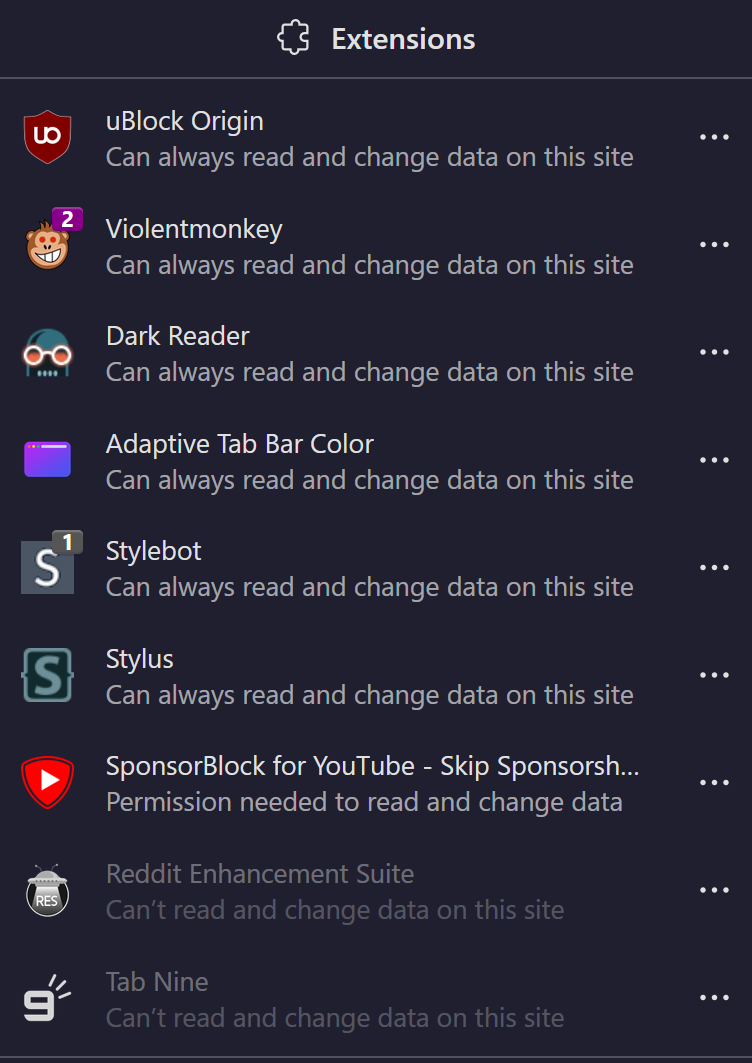 Extensions
uBlock Origin
Can always read and change data on this site
2
Violentmonkey
Can always read and change data on this site
Dark Reader
Can always read and change data on this site
Adaptive Tab Bar Color
Can always read and change data on this site
1
S
Stylebot
Can always read and change data on this site
S
Stylus
Can always read and change data on this site
SponsorBlock for YouTube - Skip Sponsorsh...
Permission needed to read and change data
RES
Reddit Enhancement Suite
Can’t read and change data on this site
9
Tab Nine
Can’t read and change data on this site